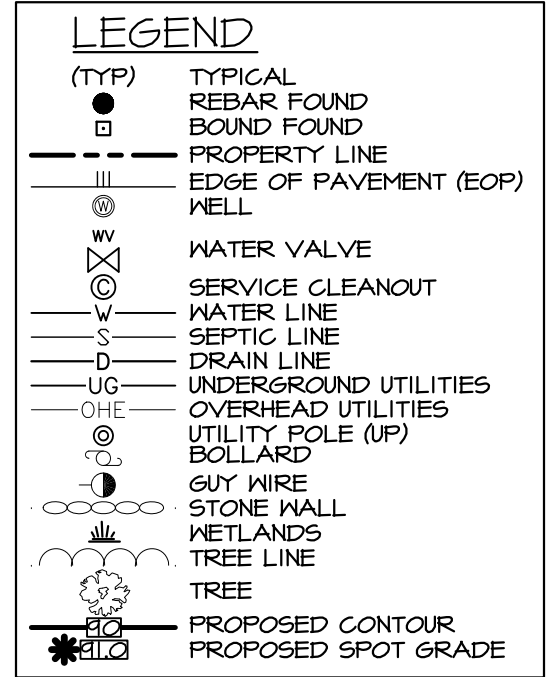 LEGEND
(TYP) TYPICAL
REBAR FOUND
BOUND FOUND
PROPERTY LINE
EDGE OF PAVEMENT (EOP)
W WELL
WV WATER VALVE
C SERVICE CLEANOUT
W WATER LINE
S SEPTIC LINE
D DRAIN LINE
UG UNDERGROUND UTILITIES
OHE OVERHEAD UTILITIES
UTILITY POLE (UP)
BOLLARD
GUY WIRE
STONE WALL
WETLANDS
TREE LINE
TREE
90 PROPOSED CONTOUR
91.0 PROPOSED SPOT GRADE